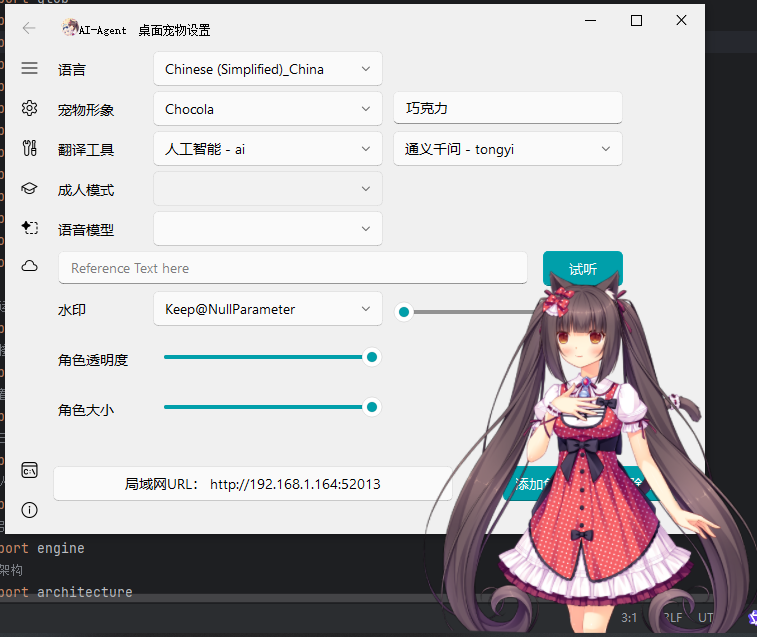 AI-Agent 桌面宠物设置
语言 Chinese (Simplified)_China
宠物形象 Chocola 巧克力
翻译工具 人工智能 - ai 通义千问 - tongyi
成人模式
语音模型
Reference Text here 试听
水印 Keep@NullParameter
角色透明度
角色大小
局域网URL： http://192.168.1.164:52013
添加
port engine
架构
port architecture
3:1 RLF UT